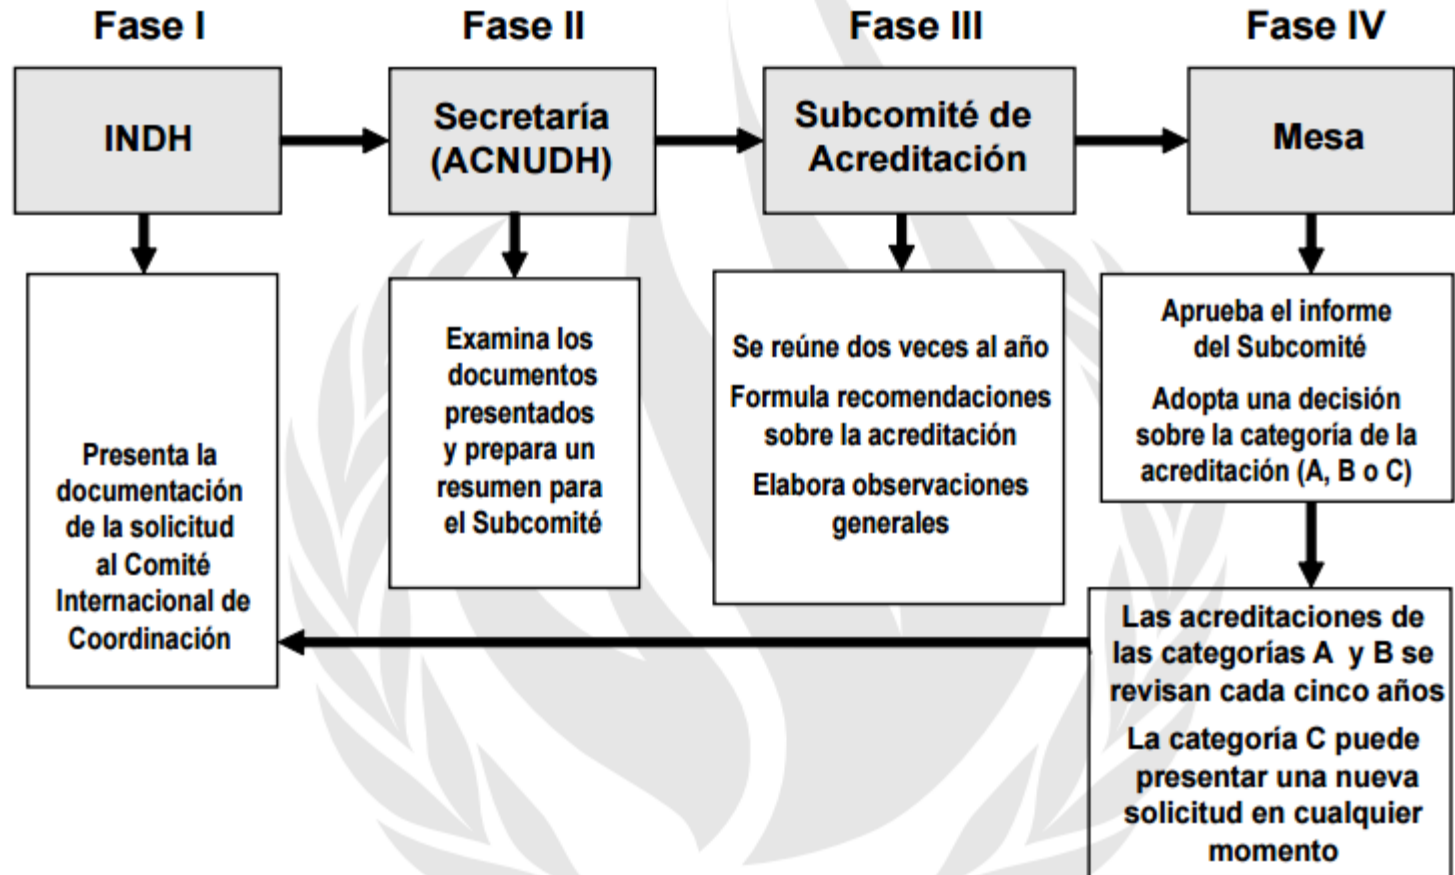 Fase I
Fase II
Fase III
Fase IV
INDH
Secretaría
(ACNUDH)
Subcomité de
Acreditación
Mesa
Presenta la
documentación
de la solicitud
al Comité
Internacional de
Coordinación
Examina los
documentos
presentados
y prepara un
resumen para
el Subcomité
Se reúne dos veces al año
Formula recomendaciones
sobre la acreditación
Elabora observaciones
generales
Aprueba el informe
del Subcomité
Adopta una decisión
sobre la categoría de la
acreditación (A, B o C)
Las acreditaciones de
las categorías A y B se
revisan cada cinco años
La categoría C puede
presentar una nueva
solicitud en cualquier
momento